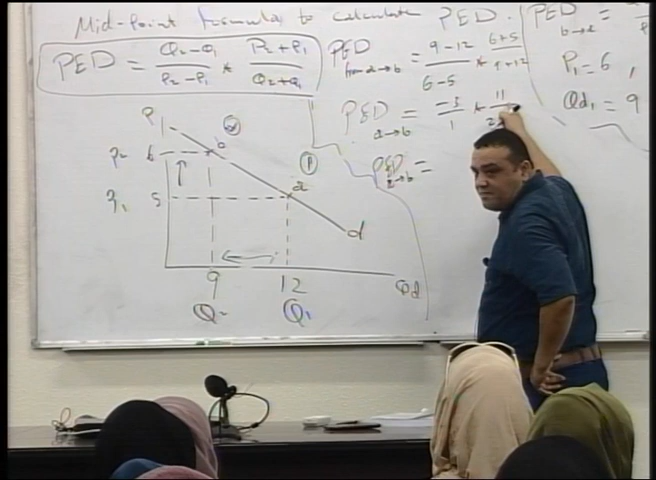 Mid-Point formula to calculate PED.
PED = Q2 - Q1 / P2 - P1 * P2 + P1 / Q2 + Q1
PED from a → b = 9 - 12 / 6 - 5 * 6 + 5 / 9 + 12
PED a → b = -3 / 1 * 11 /
PED a → b =
PED b → a =
P1 = 6 ,
Qd1 = 9
P
P2 6
b
P1 5
a
d
9
12
Qd
Q2
Q1